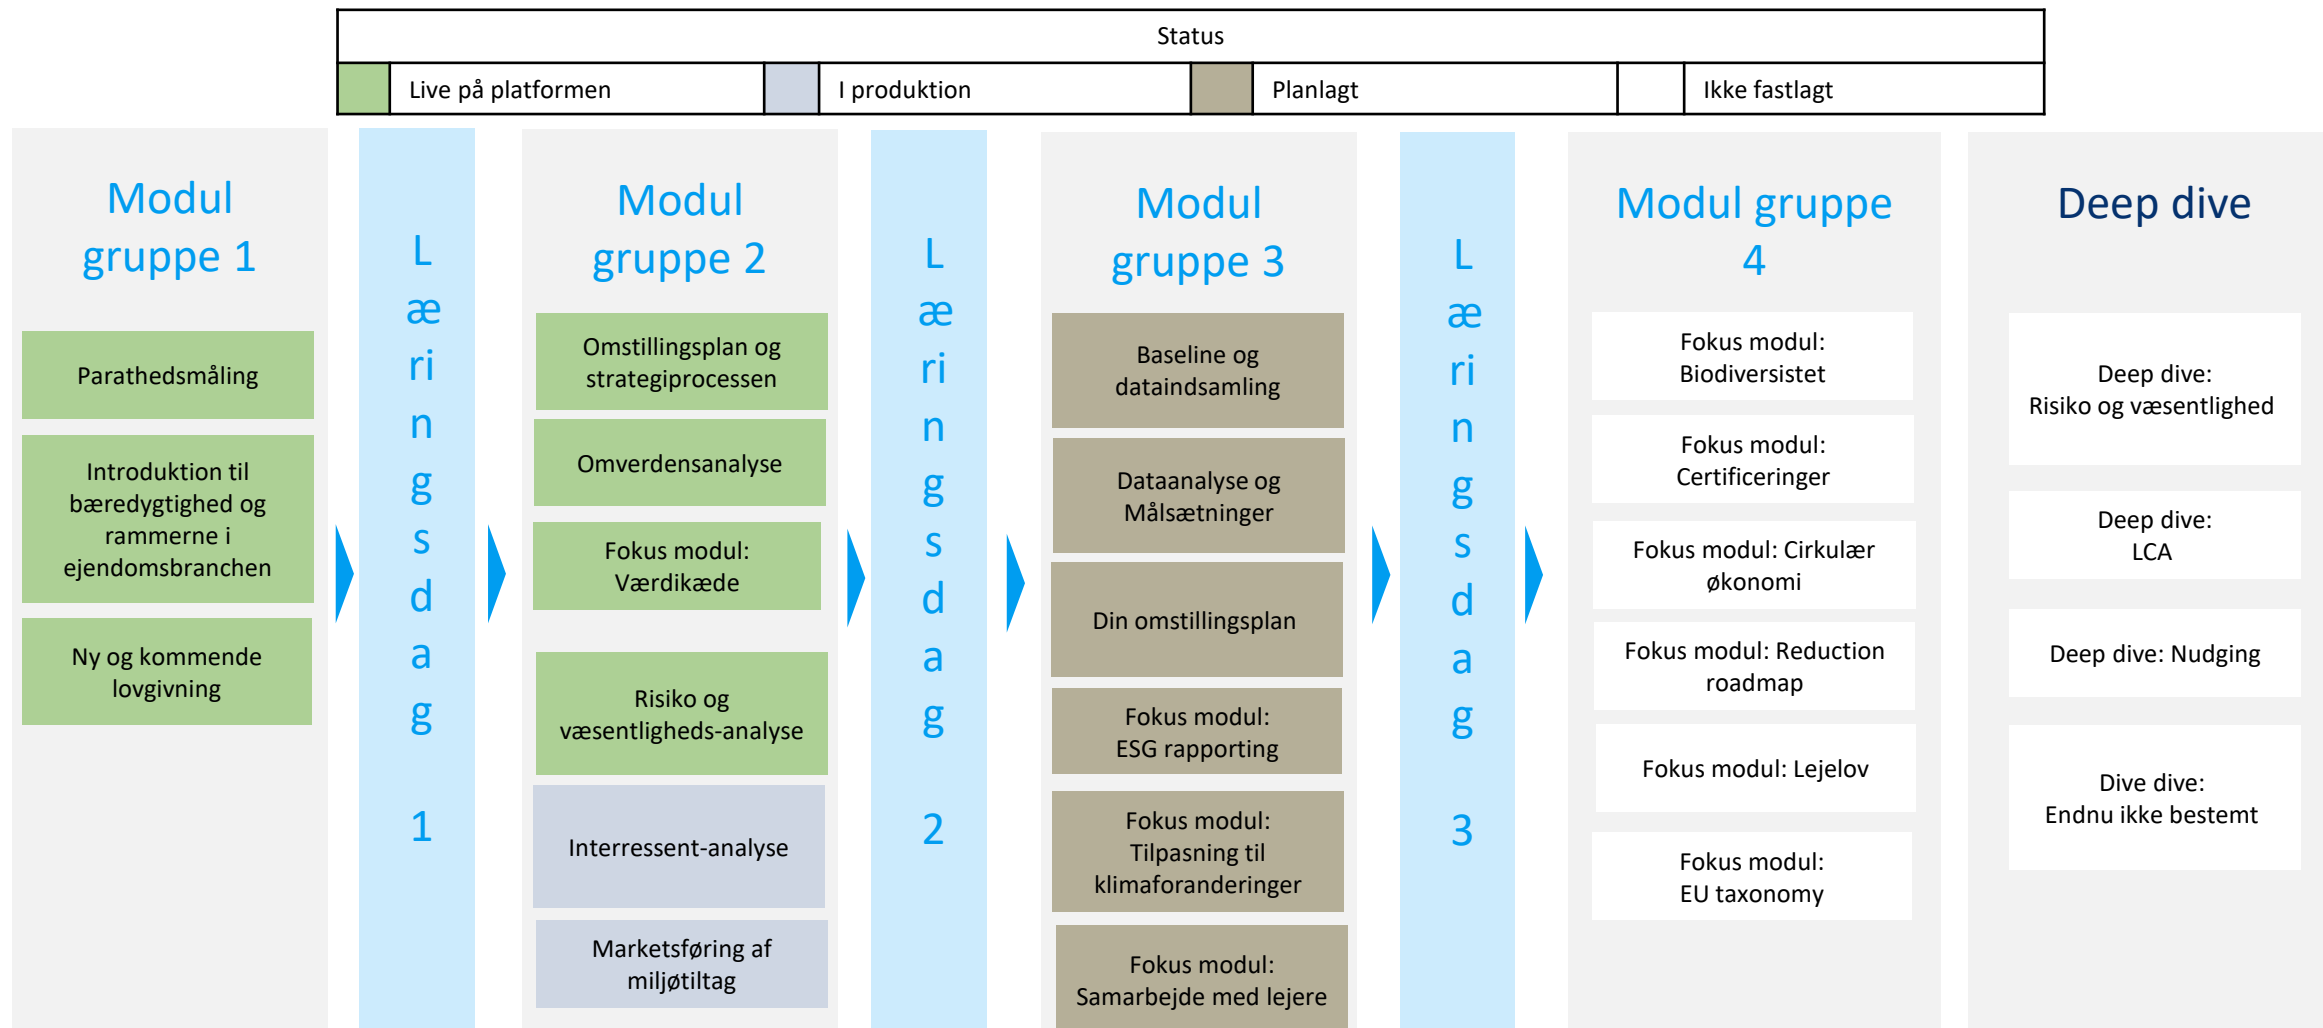 Status
Live på platformen
I produktion
Planlagt
Ikke fastlagt
Modul
gruppe 1
Parathedsmåling
Introduktion til
bæredygtighed og
rammerne i
ejendomsbranchen
Ny og kommende
lovgivning
L
æ
ri
n
g
s
d
a
g
1
Modul
gruppe 2
Omstillingsplan og
strategiprocessen
Omverdensanalyse
Fokus modul:
Værdikæde
Risiko og
væsentligheds-analyse
Interressent-analyse
Marketsføring af
miljøtiltag
L
æ
ri
n
g
s
d
a
g
2
Modul
gruppe 3
Baseline og
dataindsamling
Dataanalyse og
Målsætninger
Din omstillingsplan
Fokus modul:
ESG rapporting
Fokus modul:
Tilpasning til
klimaforanderinger
Fokus modul:
Samarbejde med lejere
L
æ
ri
n
g
s
d
a
g
3
Modul gruppe
4
Fokus modul:
Biodiversistet
Fokus modul:
Certificeringer
Fokus modul: Cirkulær
økonomi
Fokus modul: Reduction
roadmap
Fokus modul: Lejelov
Fokus modul:
EU taxonomy
Deep dive
Deep dive:
Risiko og væsentlighed
Deep dive:
LCA
Deep dive: Nudging
Dive dive:
Endnu ikke bestemt